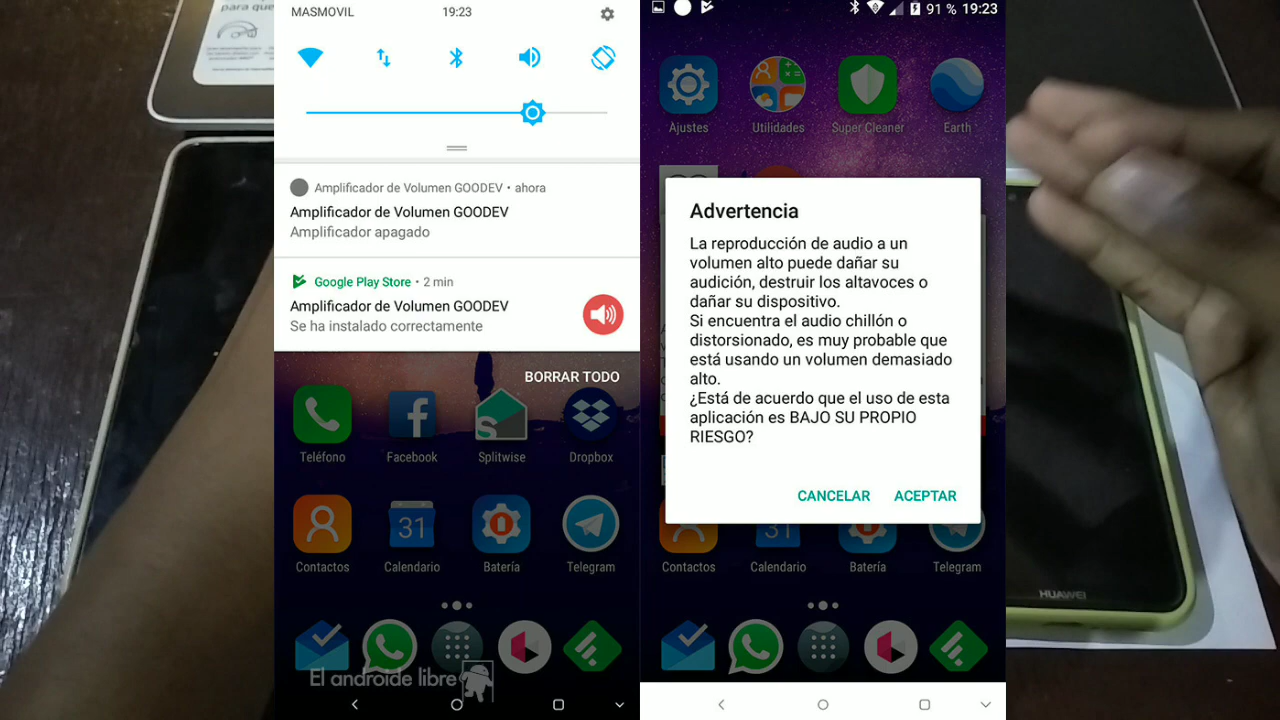 para que
MASMOVIL
19:23
Amplificador de Volumen GOODEV • ahora
Amplificador de Volumen GOODEV
Amplificador apagado
Google Play Store • 2 min
Amplificador de Volumen GOODEV
Se ha instalado correctamente
BORRAR TODO
Teléfono
Facebook
Splitwise
Dropbox
31
Contactos
Calendario
Batería
Telegram
El androide libre
91 % 19:23
Ajustes
Utilidades
Super Cleaner
Earth
Advertencia
La reproducción de audio a un
volumen alto puede dañar su
audición, destruir los altavoces o
dañar su dispositivo.
Si encuentra el audio chillón o
distorsionado, es muy probable que
está usando un volumen demasiado
alto.
¿Está de acuerdo que el uso de esta
aplicación es BAJO SU PROPIO
RIESGO?
CANCELAR
ACEPTAR
31
Contactos
Calendario
Batería
Telegram
HUAWEI